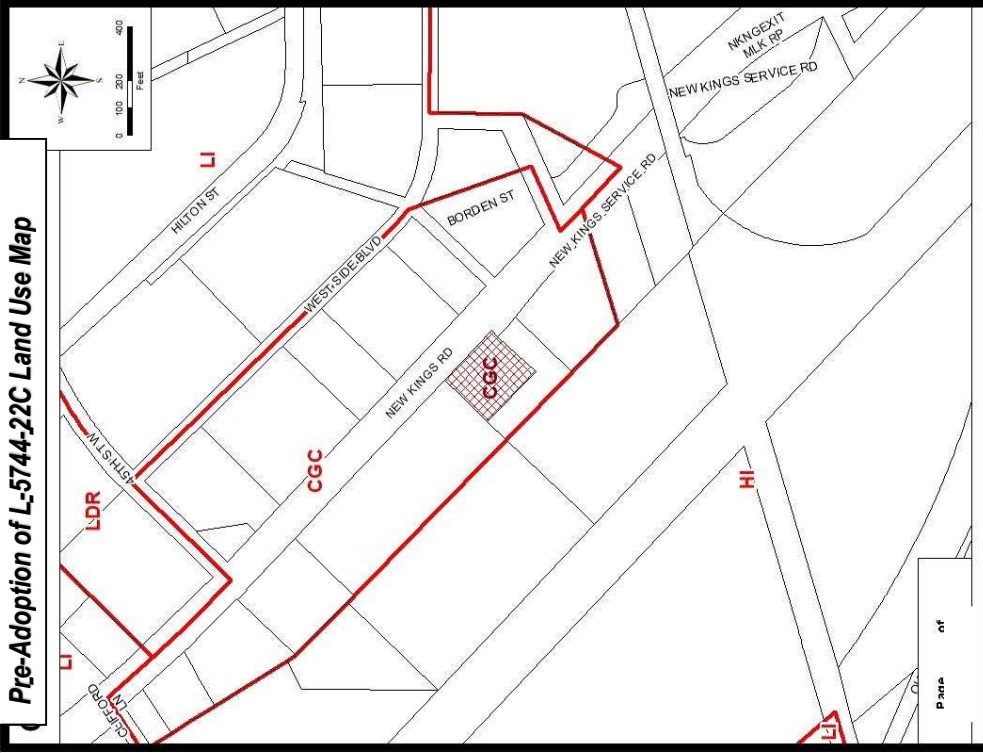 Pre-Adoption of L-5744-22C Land Use Map
N
E
S
W
0 100 200 400
Feet
LI
HILTON ST
NKNGEXIT
MLK RP
NEW KINGS SERVICE RD
BORDEN ST
WEST SIDE BLVD
NEW KINGS SERVICE RD
NEW KINGS RD
CGC
45TH ST W
LDR
CGC
LI
CLIFFORD
LN
HI
LI
Page of